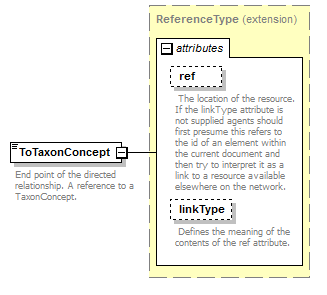 ReferenceType (extension)
attributes
ref
The location of the resource.
If the linkType attribute is
not supplied agents should
first presume this refers to
the id of an element within
the current document and
then try to interpret it as a
link to a resource available
elsewhere on the network.
ToTaxonConcept
End point of the directed
relationship. A reference to a
TaxonConcept.
linkType
Defines the meaning of the
contents of the ref attribute.